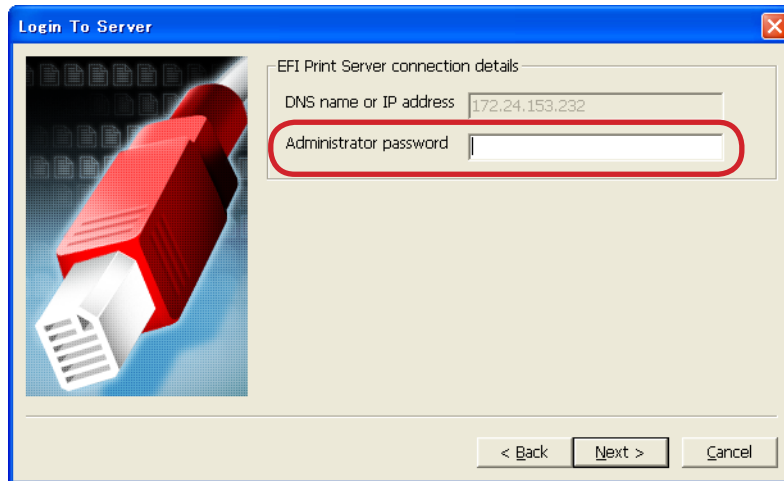 Login To Server
EFI Print Server connection details
DNS name or IP address 172.24.153.232
Administrator password
< Back Next > Cancel